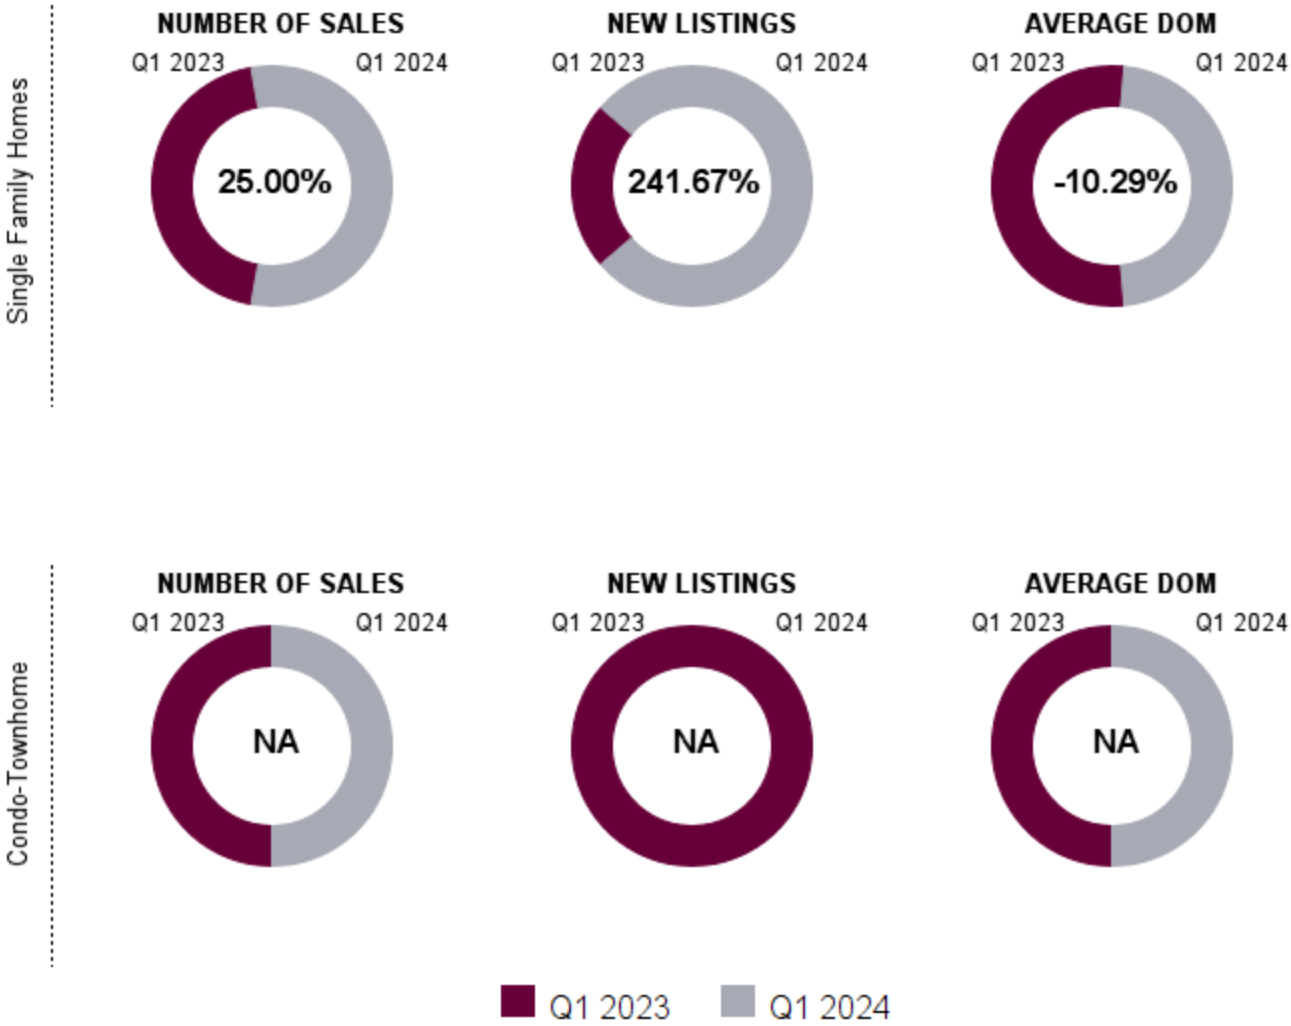 Single Family Homes
NUMBER OF SALES
Q1 2023
Q1 2024
25.00%
NEW LISTINGS
Q1 2023
Q1 2024
241.67%
AVERAGE DOM
Q1 2023
Q1 2024
-10.29%
Condo-Townhome
NUMBER OF SALES
Q1 2023
Q1 2024
NA
NEW LISTINGS
Q1 2023
Q1 2024
NA
AVERAGE DOM
Q1 2023
Q1 2024
NA
Q1 2023
Q1 2024